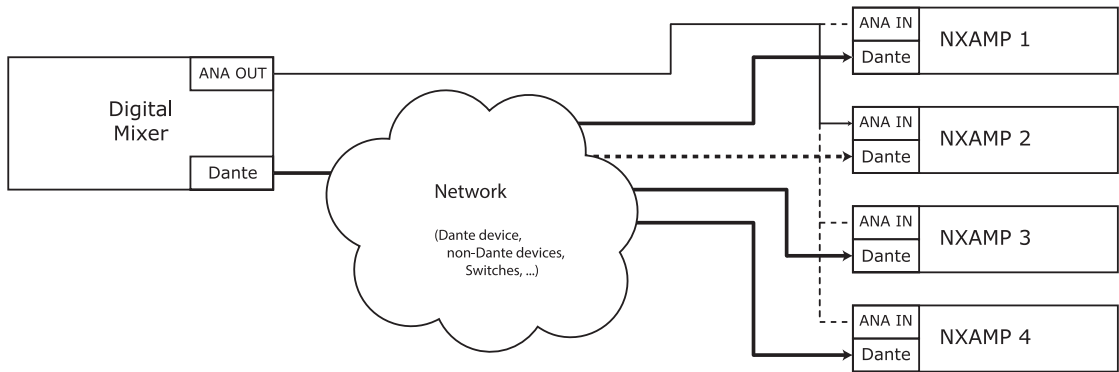 ANA OUT
Digital
Mixer
Dante
Network
(Dante device,
non-Dante devices,
Switches, ...)
ANA IN
NXAMP 1
Dante
ANA IN
NXAMP 2
Dante
ANA IN
NXAMP 3
Dante
ANA IN
NXAMP 4
Dante